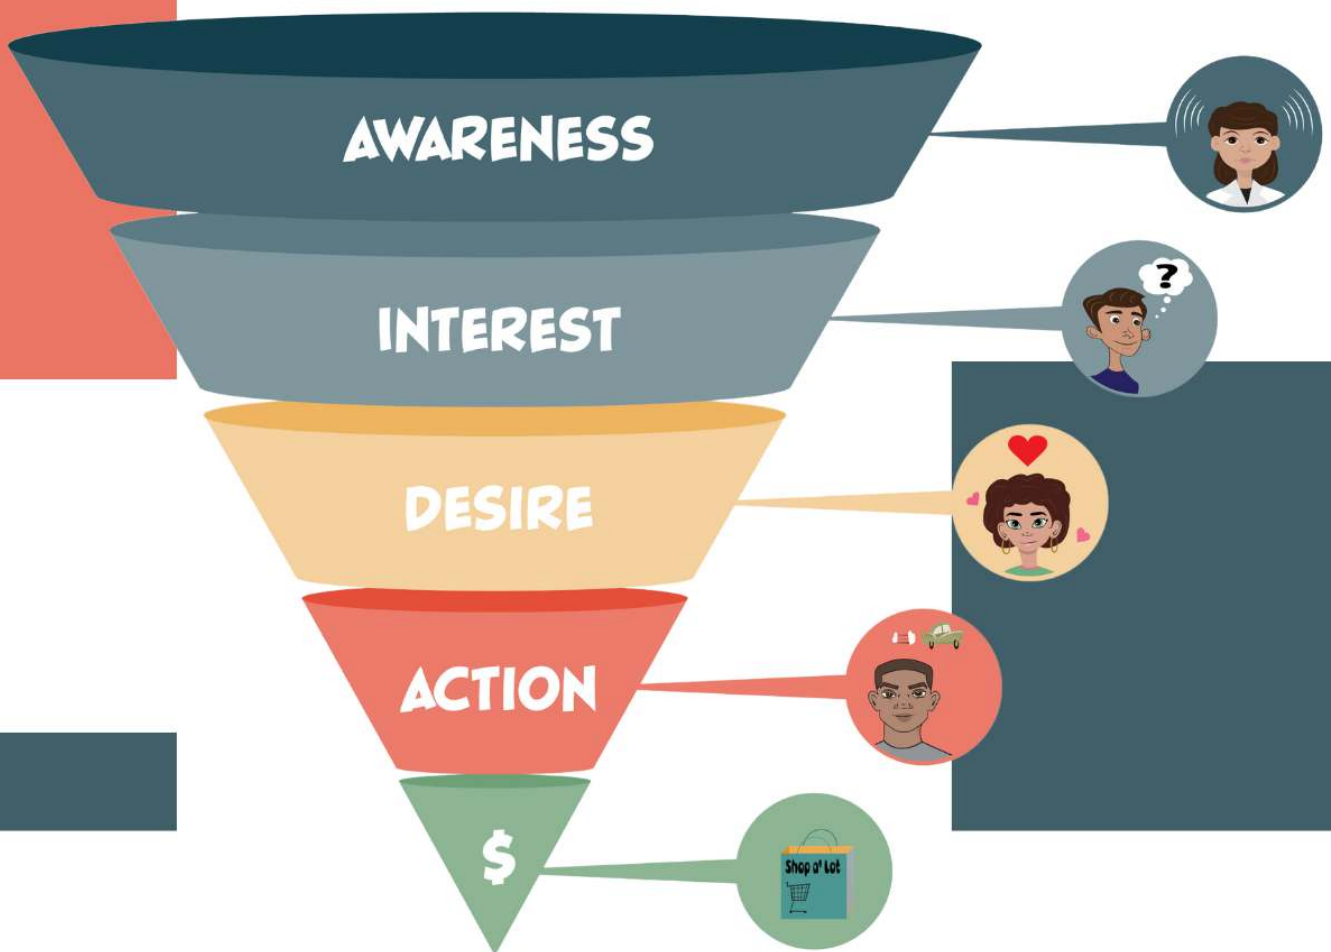 AWARENESS
?
INTEREST
DESIRE
ACTION
$
Shop a' Lot